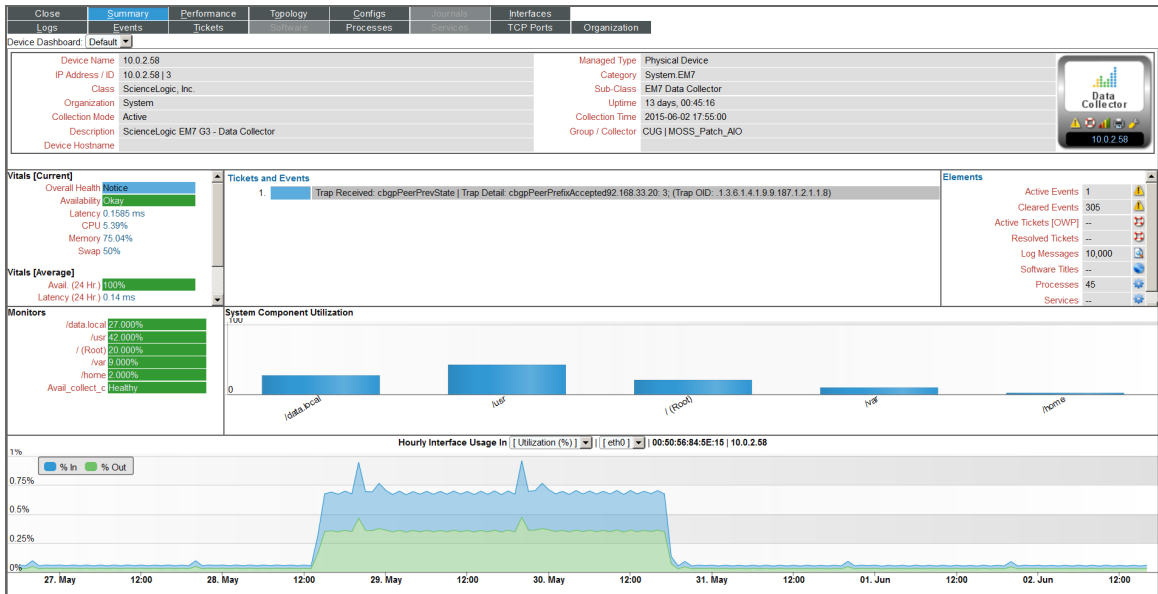 Close Summary Performance Topology Configs Journals Interfaces
Logs Events Tickets Software Processes Services TCP Ports Organization
Device Dashboard: Default
Device Name 10.0.2.58
IP Address / ID 10.0.2.58 | 3
Class ScienceLogic, Inc.
Organization System
Collection Mode Active
Description ScienceLogic EM7 G3 - Data Collector
Device Hostname
Managed Type Physical Device
Category System.EM7
Sub-Class EM7 Data Collector
Uptime 13 days, 00:45:16
Collection Time 2015-06-02 17:55:00
Group / Collector CUG | MOSS_Patch_AIO
Data
Collector
10.0.2.58
Vitals [Current]
Overall Health Notice
Availability Okay
Latency 0.1585 ms
CPU 5.39%
Memory 75.04%
Swap 50%
Vitals [Average]
Avail. (24 Hr.) 100%
Latency (24 Hr.) 0.14 ms
Tickets and Events
1. Trap Received: cbgpPeerPrevState | Trap Detail: cbgpPeerPrefixAccepted92.168.33.20: 3; (Trap OID: .1.3.6.1.4.1.9.9.187.1.2.1.1.8)
Elements
Active Events 1
Cleared Events 305
Active Tickets [OWP] --
Resolved Tickets --
Log Messages 10,000
Software Titles --
Processes 45
Services --
Monitors
/data.local 27.000%
/usr 42.000%
/ (Root) 20.000%
/var 9.000%
/home 2.000%
Avail_collect_c Healthy
System Component Utilization
100
0
/data.local /usr / (Root) /var /home
Hourly Interface Usage In [ Utilization (%) ] | [ eth0 ] | 00:50:56:84:5E:15 | 10.0.2.58
1%
% In % Out
0.75%
0.5%
0.25%
0%
27. May 12:00 28. May 12:00 29. May 12:00 30. May 12:00 31. May 12:00 01. Jun 12:00 02. Jun 12:00